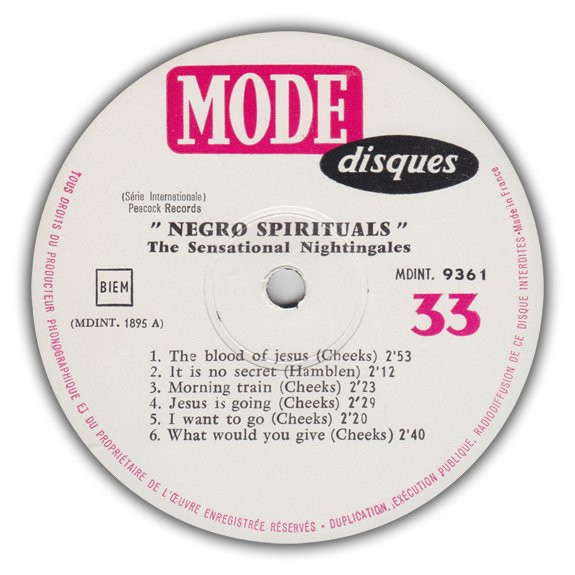 MODE
disques
(Série Internationale)
Peacock Records
" NEGRØ SPIRITUALS "
The Sensational Nightingales
MDINT. 9361
BIEM
33
(MDINT. 1895 A)
1. The blood of jesus (Cheeks) 2'53
2. It is no secret (Hamblen) 2'12
3. Morning train (Cheeks) 2'23
4. Jesus is going (Cheeks) 2'29
5. I want to go (Cheeks) 2'20
6. What would you give (Cheeks) 2'40
TOUS DROITS DU PRODUCTEUR PHONOGRAPHIQUE ET DU PROPRIÉTAIRE DE L'ŒUVRE ENREGISTRÉE RÉSERVÉS • DUPLICATION, EXÉCUTION PUBLIQUE, RADIODIFFUSION DE CE DISQUE INTERDITES • Made in France